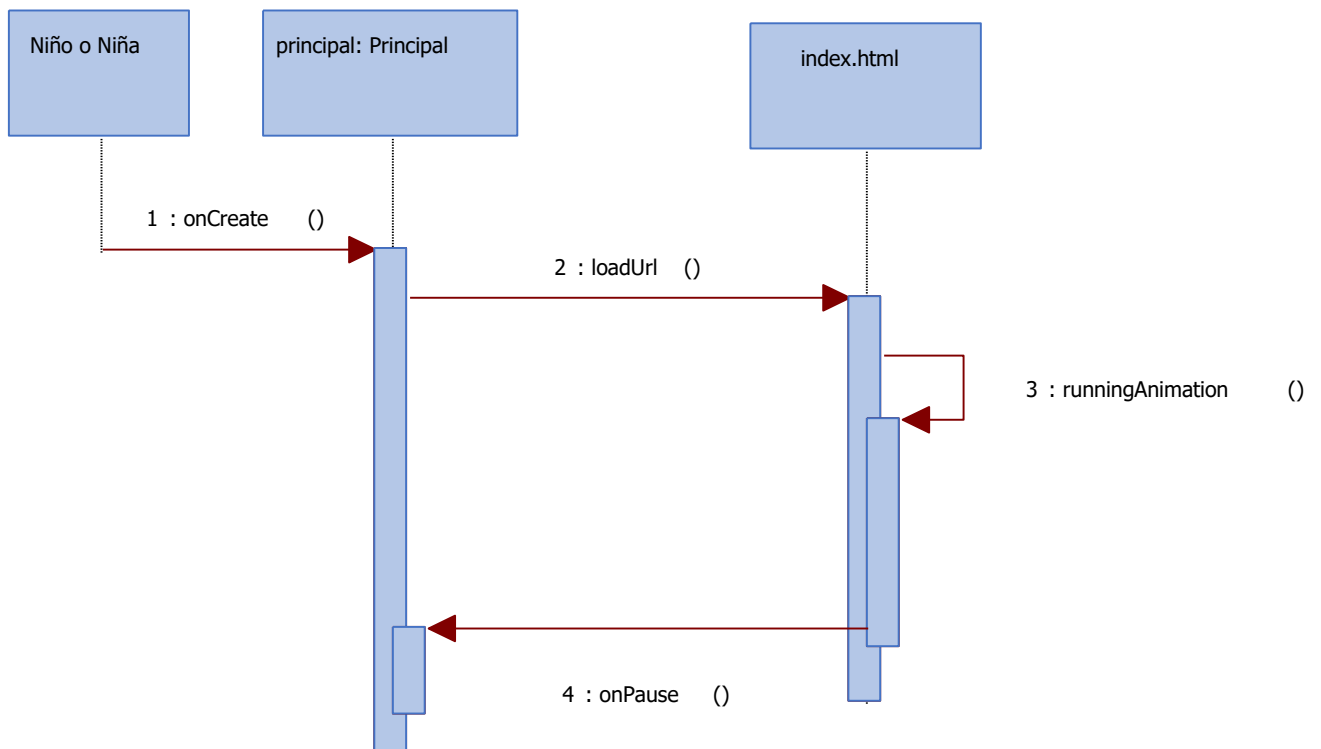 Niño o Niña
principal: Principal
index.html
1 : onCreate ()
2 : loadUrl ()
3 : runningAnimation ()
4 : onPause ()